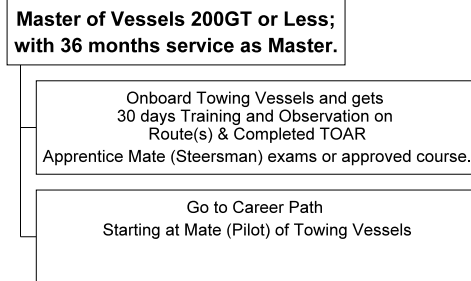 Master of Vessels 200GT or Less;
with 36 months service as Master.
Onboard Towing Vessels and gets
30 days Training and Observation on
Route(s) & Completed TOAR
Apprentice Mate (Steersman) exams or approved course.
Go to Career Path
Starting at Mate (Pilot) of Towing Vessels